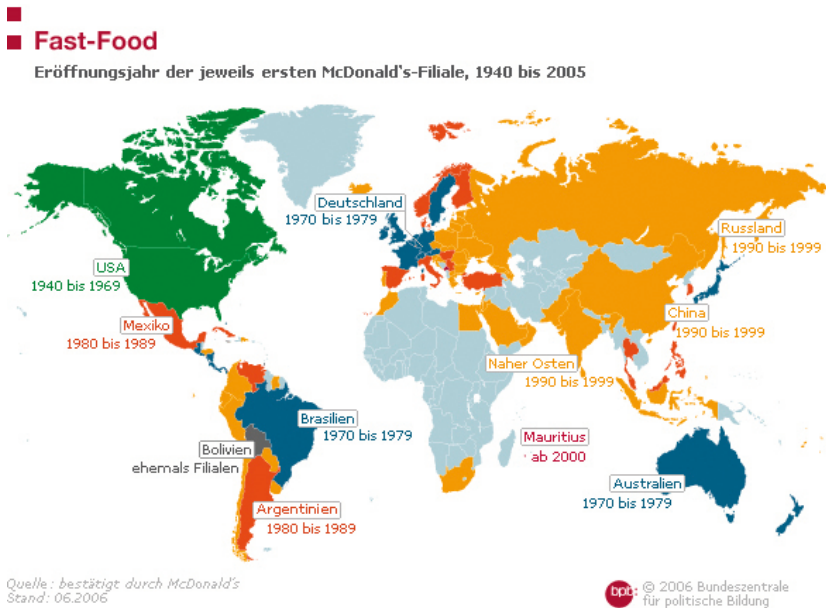 Fast-Food
Eröffnungsjahr der jeweils ersten McDonald's-Filiale, 1940 bis 2005
Deutschland
1970 bis 1979
Russland
1990 bis 1999
USA
1940 bis 1969
Mexiko
1980 bis 1989
China
1990 bis 1999
Naher Osten
1990 bis 1999
Brasilien
1970 bis 1979
Bolivien
ehemals Filialen
Mauritius
ab 2000
Australien
1970 bis 1979
Argentinien
1980 bis 1989
Quelle: bestätigt durch McDonald's
Stand: 06.2006
bpb: © 2006 Bundeszentrale
für politische Bildung